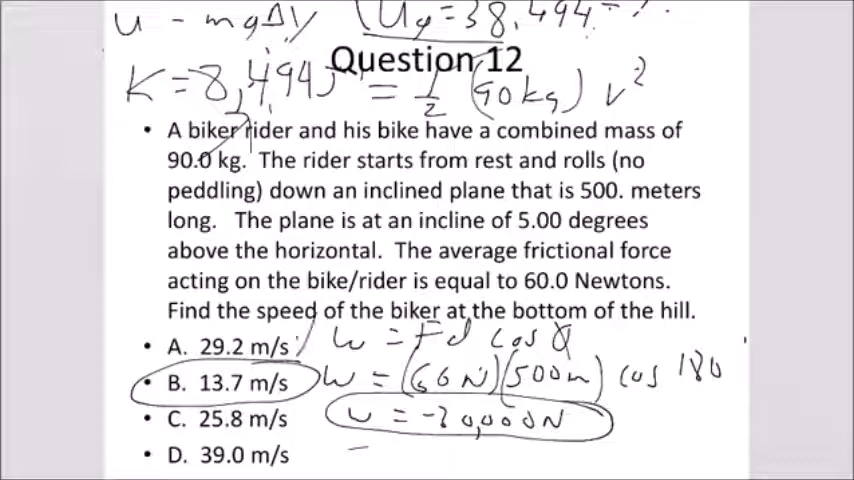 U = mgΔy (Ug = 38,494
Question 12
K = 8,494J = 1/2 (90kg) v²
• A biker rider and his bike have a combined mass of
90.0 kg. The rider starts from rest and rolls (no
peddling) down an inclined plane that is 500. meters
long. The plane is at an incline of 5.00 degrees
above the horizontal. The average frictional force
acting on the bike/rider is equal to 60.0 Newtons.
Find the speed of the biker at the bottom of the hill.
• A. 29.2 m/s
W = Fd cos θ
• B. 13.7 m/s
W = (60N)(500m) cos 180
• C. 25.8 m/s
W = -30,000N
• D. 39.0 m/s